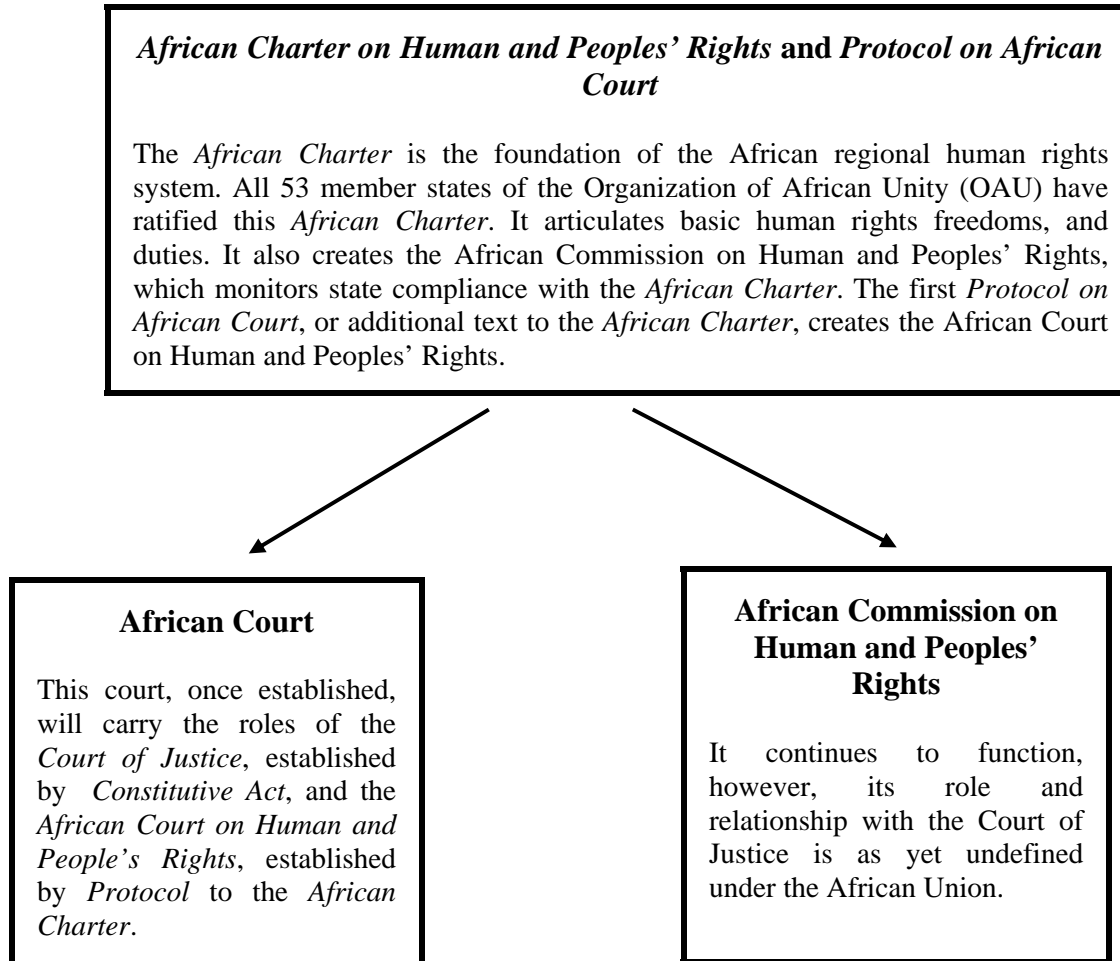 African Charter on Human and Peoples’ Rights and Protocol on African
Court
The African Charter is the foundation of the African regional human rights
system. All 53 member states of the Organization of African Unity (OAU) have
ratified this African Charter. It articulates basic human rights freedoms, and
duties. It also creates the African Commission on Human and Peoples’ Rights,
which monitors state compliance with the African Charter. The first Protocol on
African Court, or additional text to the African Charter, creates the African Court
on Human and Peoples’ Rights.
African Court
This court, once established,
will carry the roles of the
Court of Justice, established
by Constitutive Act, and the
African Court on Human and
People’s Rights, established
by Protocol to the African
Charter.
African Commission on
Human and Peoples’
Rights
It continues to function,
however, its role and
relationship with the Court of
Justice is as yet undefined
under the African Union.